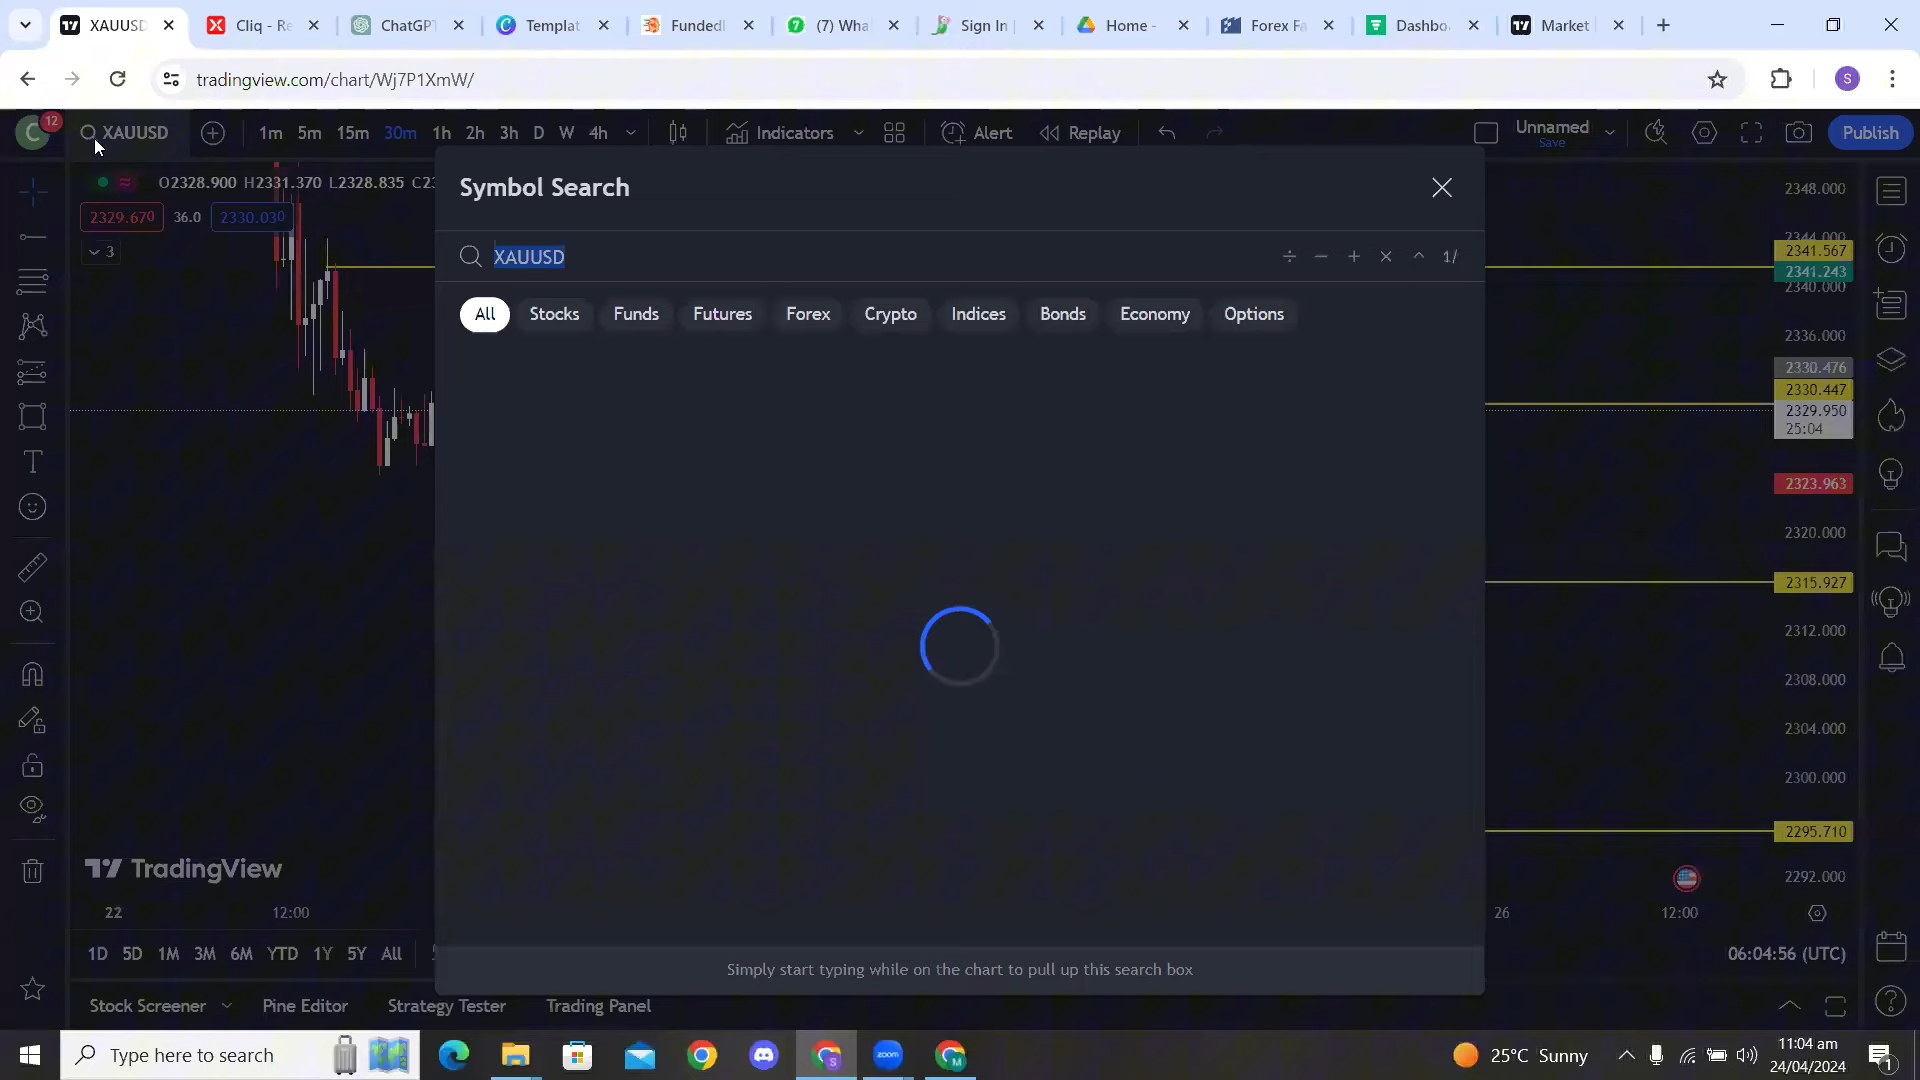 XAUUSD
Cliq - Re
ChatGPT
Templat
Funded
(7) Wha
Sign In
Home -
Forex Fa
Dashbo
Market
tradingview.com/chart/Wj7P1XmW/
S
C
12
XAUUSD
1m 5m 15m 30m 1h 2h 3h D W 4h
Indicators
Alert
Replay
Unnamed
Save
Publish
O2328.900 H2331.370 L2328.835 C23
2329.670 36.0 2330.030
3
Symbol Search
XAUUSD
÷ − + × ^ 1/
All Stocks Funds Futures Forex Crypto Indices Bonds Economy Options
Simply start typing while on the chart to pull up this search box
2348.000
2344.000
2341.567
2341.243
2340.000
2336.000
2330.476
2330.447
2329.950
25:04
2323.963
2320.000
2315.927
2312.000
2308.000
2304.000
2300.000
2295.710
2292.000
TradingView
22 12:00 26 12:00
1D 5D 1M 3M 6M YTD 1Y 5Y All
06:04:56 (UTC)
Stock Screener Pine Editor Strategy Tester Trading Panel
Type here to search
zoom
S
M
25°C Sunny
11:04 am
24/04/2024
1